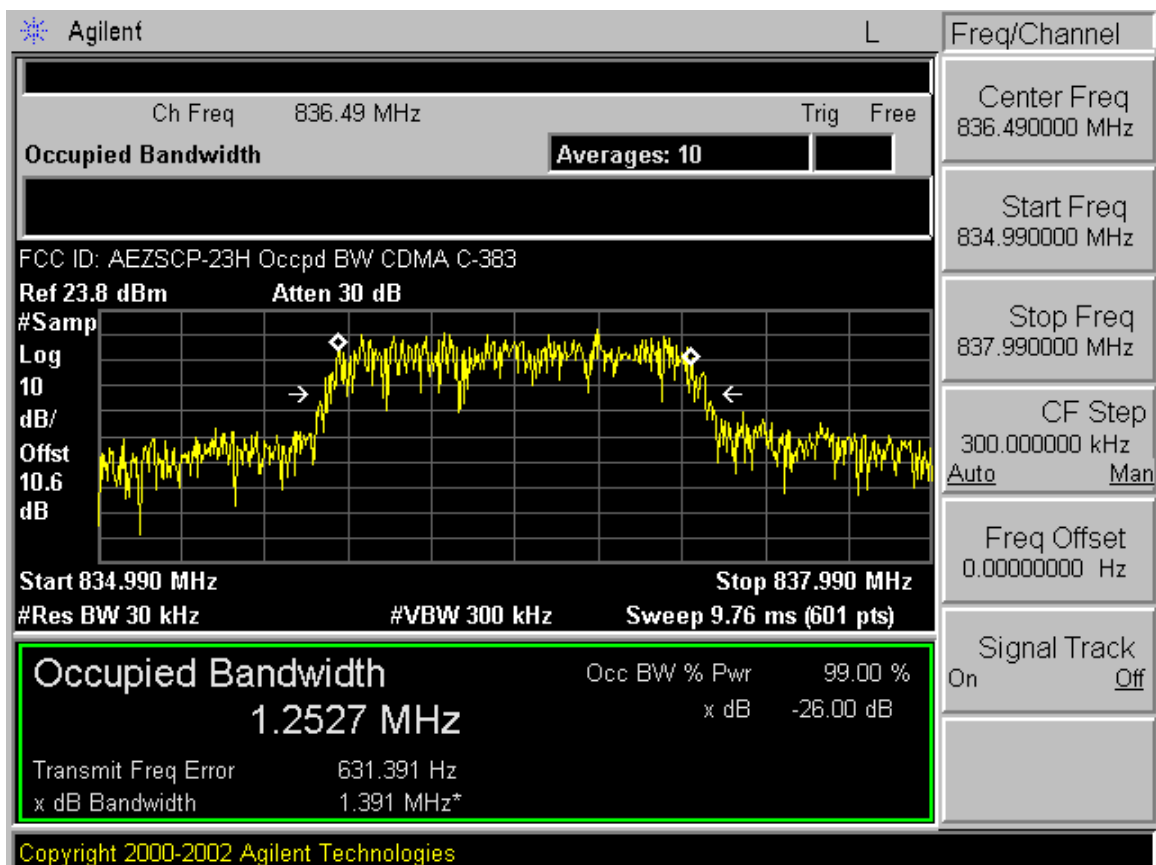 Agilent L
Freq/Channel
Ch Freq 836.49 MHz Trig Free
Occupied Bandwidth Averages: 10
FCC ID: AEZSCP-23H Occpd BW CDMA C-383
Ref 23.8 dBm Atten 30 dB
#Samp
Log
10
dB/
Offst
10.6
dB
Start 834.990 MHz Stop 837.990 MHz
#Res BW 30 kHz #VBW 300 kHz Sweep 9.76 ms (601 pts)
Occupied Bandwidth Occ BW % Pwr 99.00 %
1.2527 MHz x dB -26.00 dB
Transmit Freq Error 631.391 Hz
x dB Bandwidth 1.391 MHz*
Center Freq
836.490000 MHz
Start Freq
834.990000 MHz
Stop Freq
837.990000 MHz
CF Step
300.000000 kHz
Auto Man
Freq Offset
0.00000000 Hz
Signal Track
On Off
Copyright 2000-2002 Agilent Technologies